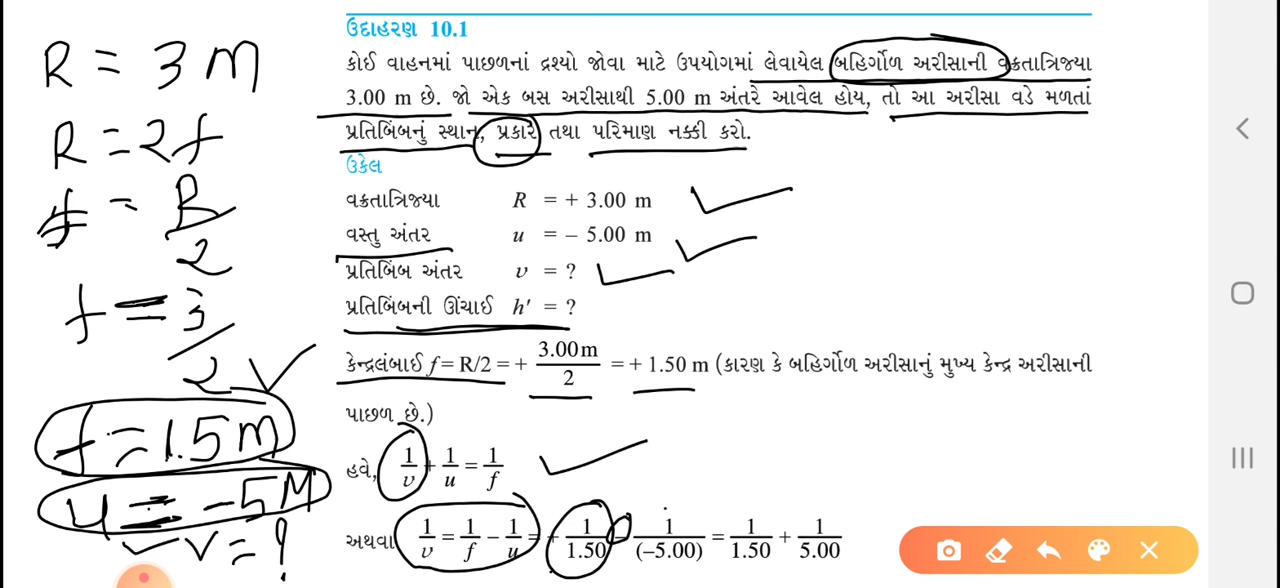 R = 3 M
R = 2f
f = R/2
f = 3/2
f = 1.5 M
u = -5 M
v = ?
ઉદાહરણ 10.1
કોઈ વાહનમાં પાછળનાં દ્રશ્યો જોવા માટે ઉપયોગમાં લેવાયેલ બહિર્ગોળ અરીસાની વક્રતાત્રિજ્યા
3.00 m છે. જો એક બસ અરીસાથી 5.00 m અંતરે આવેલ હોય, તો આ અરીસા વડે મળતાં
પ્રતિબિંબનું સ્થાન, પ્રકાર તથા પરિમાણ નક્કી કરો.
ઉકેલ
વક્રતાત્રિજ્યા R = + 3.00 m
વસ્તુ અંતર u = – 5.00 m
પ્રતિબિંબ અંતર v = ?
પ્રતિબિંબની ઊંચાઈ h′ = ?
કેન્દ્રલંબાઈ f = R/2 = + 3.00m/2 = + 1.50 m (કારણ કે બહિર્ગોળ અરીસાનું મુખ્ય કેન્દ્ર અરીસાની
પાછળ છે.)
હવે, 1/v + 1/u = 1/f
અથવા 1/v = 1/f – 1/u = + 1/1.50 – 1/(–5.00) = 1/1.50 + 1/5.00